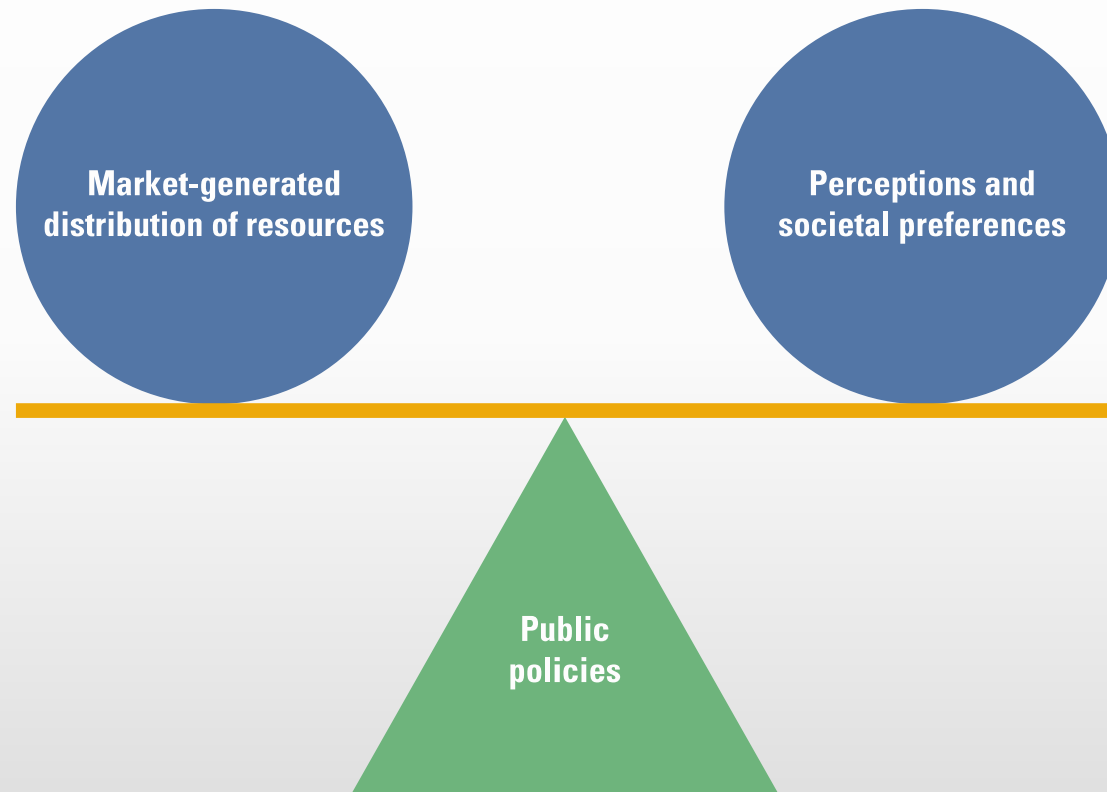 Market-generated
distribution of resources
Perceptions and
societal preferences
Public
policies